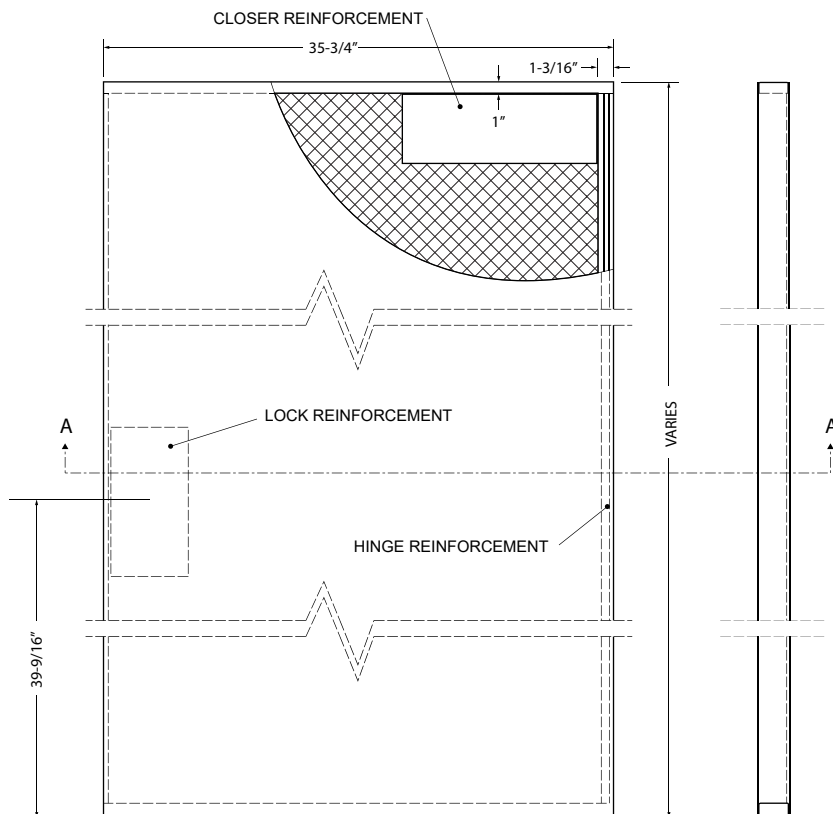 CLOSER REINFORCEMENT
35-3/4"
1-3/16"
1"
LOCK REINFORCEMENT
A
A
VARIES
HINGE REINFORCEMENT
39-9/16"